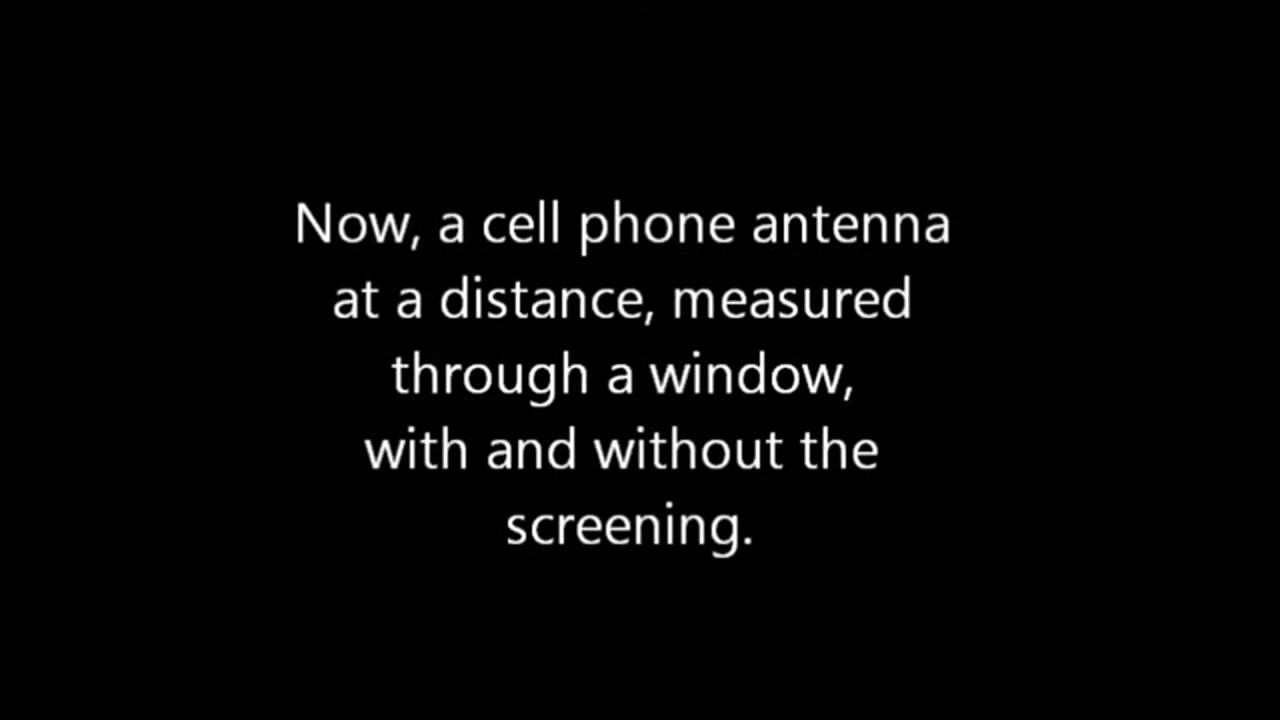 Now, a cell phone antenna
at a distance, measured
through a window,
with and without the
screening.